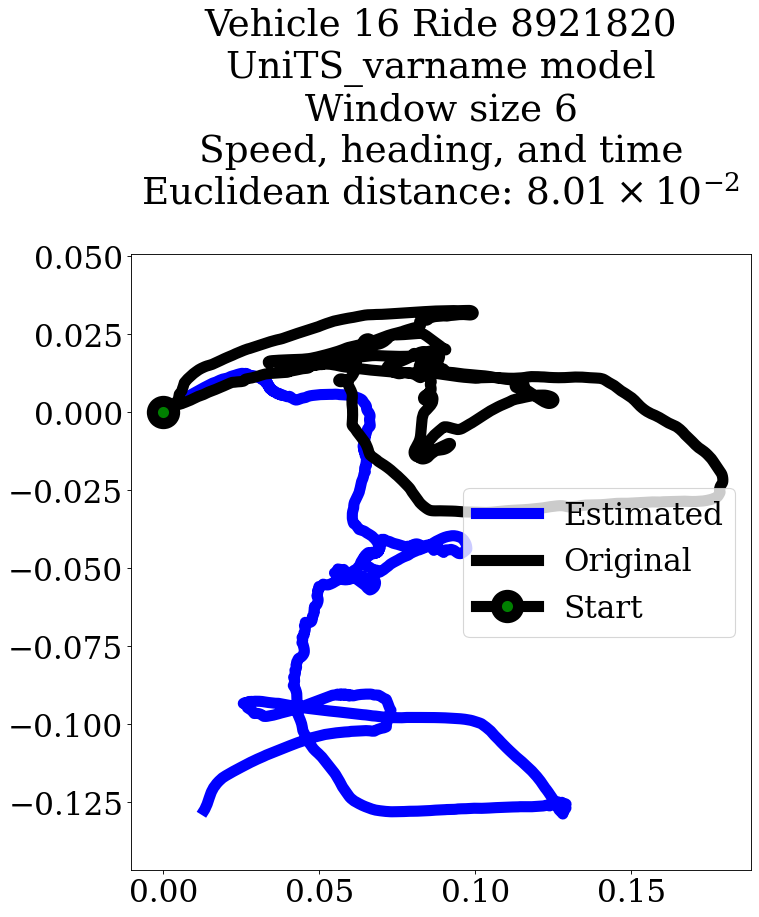 Vehicle 16 Ride 8921820
UniTS_varname model
Window size 6
Speed, heading, and time
Euclidean distance: 8.01 × 10⁻²
0.050
0.025
0.000
−0.025
−0.050
−0.075
−0.100
−0.125
Estimated
Original
Start
0.00 0.05 0.10 0.15